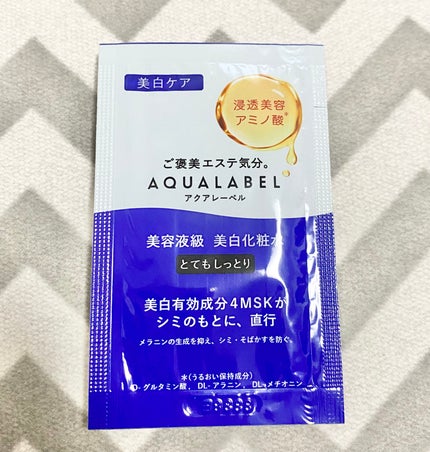 美白ケア
浸透美容
アミノ酸*
ご褒美エステ気分。
AQUALABEL
アクアレーベル
美容液級 美白化粧水
とてもしっとり
美白有効成分4MSKが
シミのもとに、直行
メラニンの生成を抑え、シミ・そばかすを防ぐ。
*(うるおい保持成分)
D-グルタミン酸、DL-アラニン、DL-メチオニン